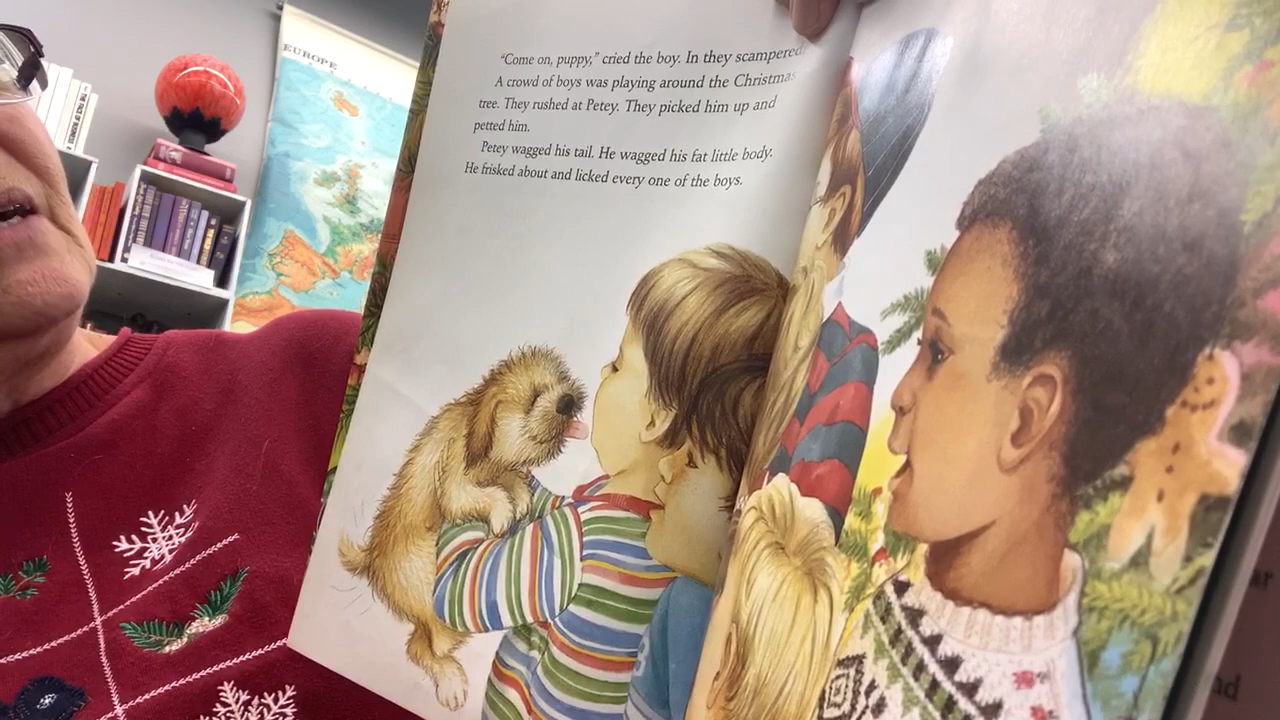 EUROPE
"Come on, puppy," cried the boy. In they scampered
A crowd of boys was playing around the Christmas
tree. They rushed at Petey. They picked him up and
petted him.
Petey wagged his tail. He wagged his fat little body.
He frisked about and licked every one of the boys.